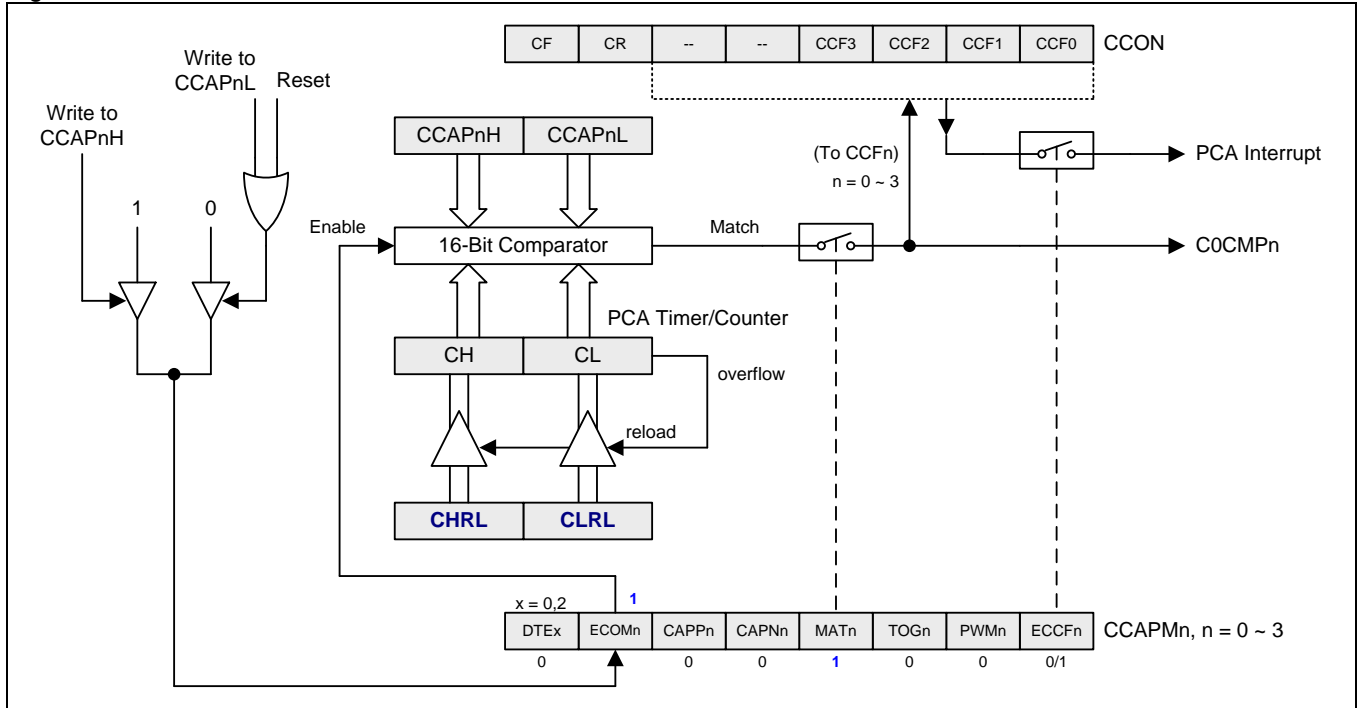 CF CR -- -- CCF3 CCF2 CCF1 CCF0 CCON
Write to
CCAPnL
Reset
Write to
CCAPnH
CCAPnH CCAPnL
(To CCFn)
n = 0 ~ 3
PCA Interrupt
1 0
Enable
16-Bit Comparator
Match
C0CMPn
PCA Timer/Counter
CH CL
overflow
reload
CHRL CLRL
x = 0,2 1
DTEx ECOMn CAPPn CAPNn MATn TOGn PWMn ECCFn CCAPMn, n = 0 ~ 3
0 0 0 1 0 0 0/1